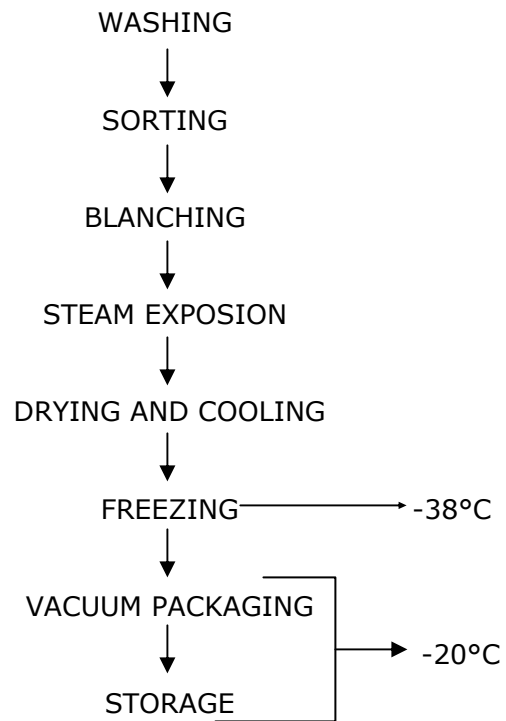 WASHING
SORTING
BLANCHING
STEAM EXPOSION
DRYING AND COOLING
FREEZING
-38°C
VACUUM PACKAGING
-20°C
STORAGE